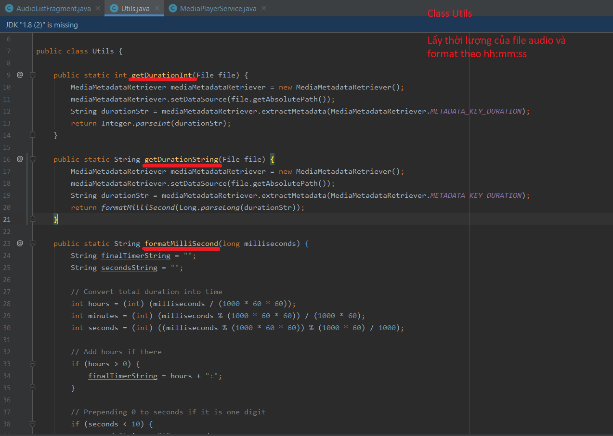 AudioListFragment.java
Utils.java
MediaPlayerService.java
Class Utils
JDK "1.8 (2)" is missing
Lấy thời lượng của file audio và
format theo hh:mm:ss
6
7 public class Utils {
8
9 public static int getDurationInt(File file) {
10 MediaMetadataRetriever mediaMetadataRetriever = new MediaMetadataRetriever();
11 mediaMetadataRetriever.setDataSource(file.getAbsolutePath());
12 String durationStr = mediaMetadataRetriever.extractMetadata(MediaMetadataRetriever.METADATA_KEY_DURATION);
13 return Integer.parseInt(durationStr);
14 }
15
16 public static String getDurationString(File file) {
17 MediaMetadataRetriever mediaMetadataRetriever = new MediaMetadataRetriever();
18 mediaMetadataRetriever.setDataSource(file.getAbsolutePath());
19 String durationStr = mediaMetadataRetriever.extractMetadata(MediaMetadataRetriever.METADATA_KEY_DURATION);
20 return formatMilliSecond(Long.parseLong(durationStr));
21 }
22
23 public static String formatMilliSecond(long milliseconds) {
24 String finalTimerString = "";
25 String secondsString = "";
26
27 // Convert total duration into time
28 int hours = (int) (milliseconds / (1000 * 60 * 60));
29 int minutes = (int) (milliseconds % (1000 * 60 * 60)) / (1000 * 60);
30 int seconds = (int) ((milliseconds % (1000 * 60 * 60)) % (1000 * 60) / 1000);
31
32 // Add hours if there
33 if (hours > 0) {
34 finalTimerString = hours + ":";
35 }
36
37 // Prepending 0 to seconds if it is one digit
38 if (seconds < 10) {